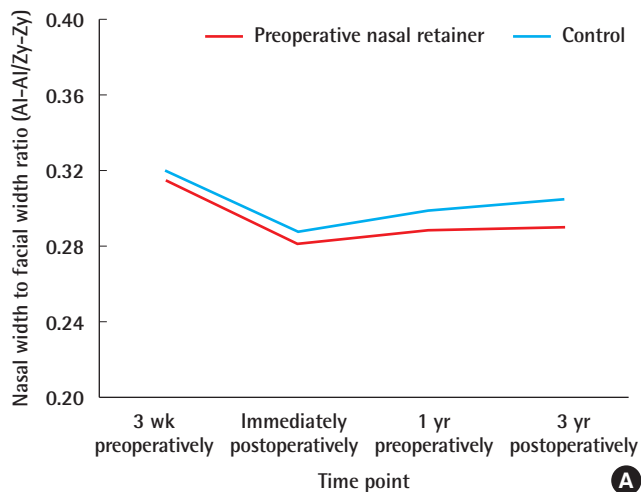 0.40
Preoperative nasal retainer
Control
0.36
0.32
0.28
0.24
0.20
Nasal width to facial width ratio (Al-Al/Zy-Zy)
3 wk
preoperatively
Immediately
postoperatively
1 yr
preoperatively
3 yr
postoperatively
Time point
A